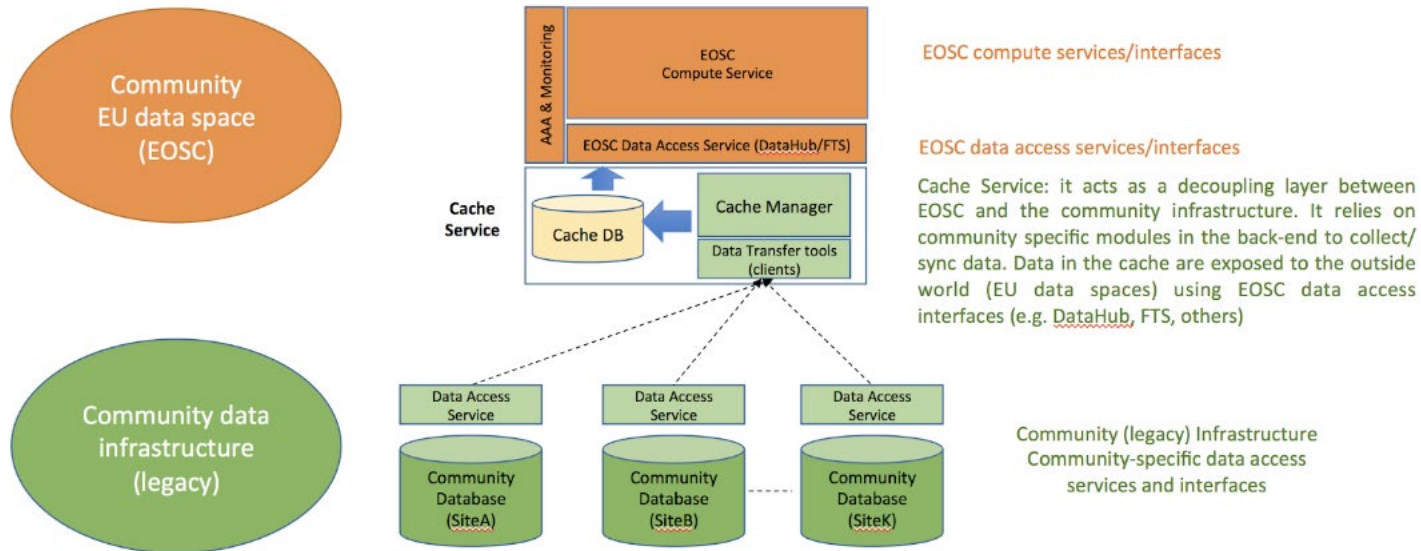 Community
EU data space
(EOSC)
AAA & Monitoring
EOSC
Compute Service
EOSC compute services/interfaces
EOSC Data Access Service (DataHub/FTS)
EOSC data access services/interfaces
Cache
Service
Cache DB
Cache Manager
Data Transfer tools
(clients)
Cache Service: it acts as a decoupling layer between
EOSC and the community infrastructure. It relies on
community specific modules in the back-end to collect/
sync data. Data in the cache are exposed to the outside
world (EU data spaces) using EOSC data access
interfaces (e.g. DataHub, FTS, others)
Community data
infrastructure
(legacy)
Data Access
Service
Data Access
Service
Data Access
Service
Community
Database
(SiteA)
Community
Database
(SiteB)
Community
Database
(SiteK)
Community (legacy) Infrastructure
Community-specific data access
services and interfaces